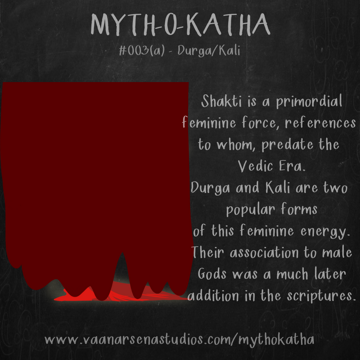 MYTH-O-KATHA
#003(a) - Durga/Kali
Shakti is a primordial
feminine force, references
to whom, predate the
Vedic Era.
Durga and Kali are two
popular forms
of this feminine energy.
Their association to male
Gods was a much later
addition in the scriptures.
www.vaanarsenastudios.com/mythokatha